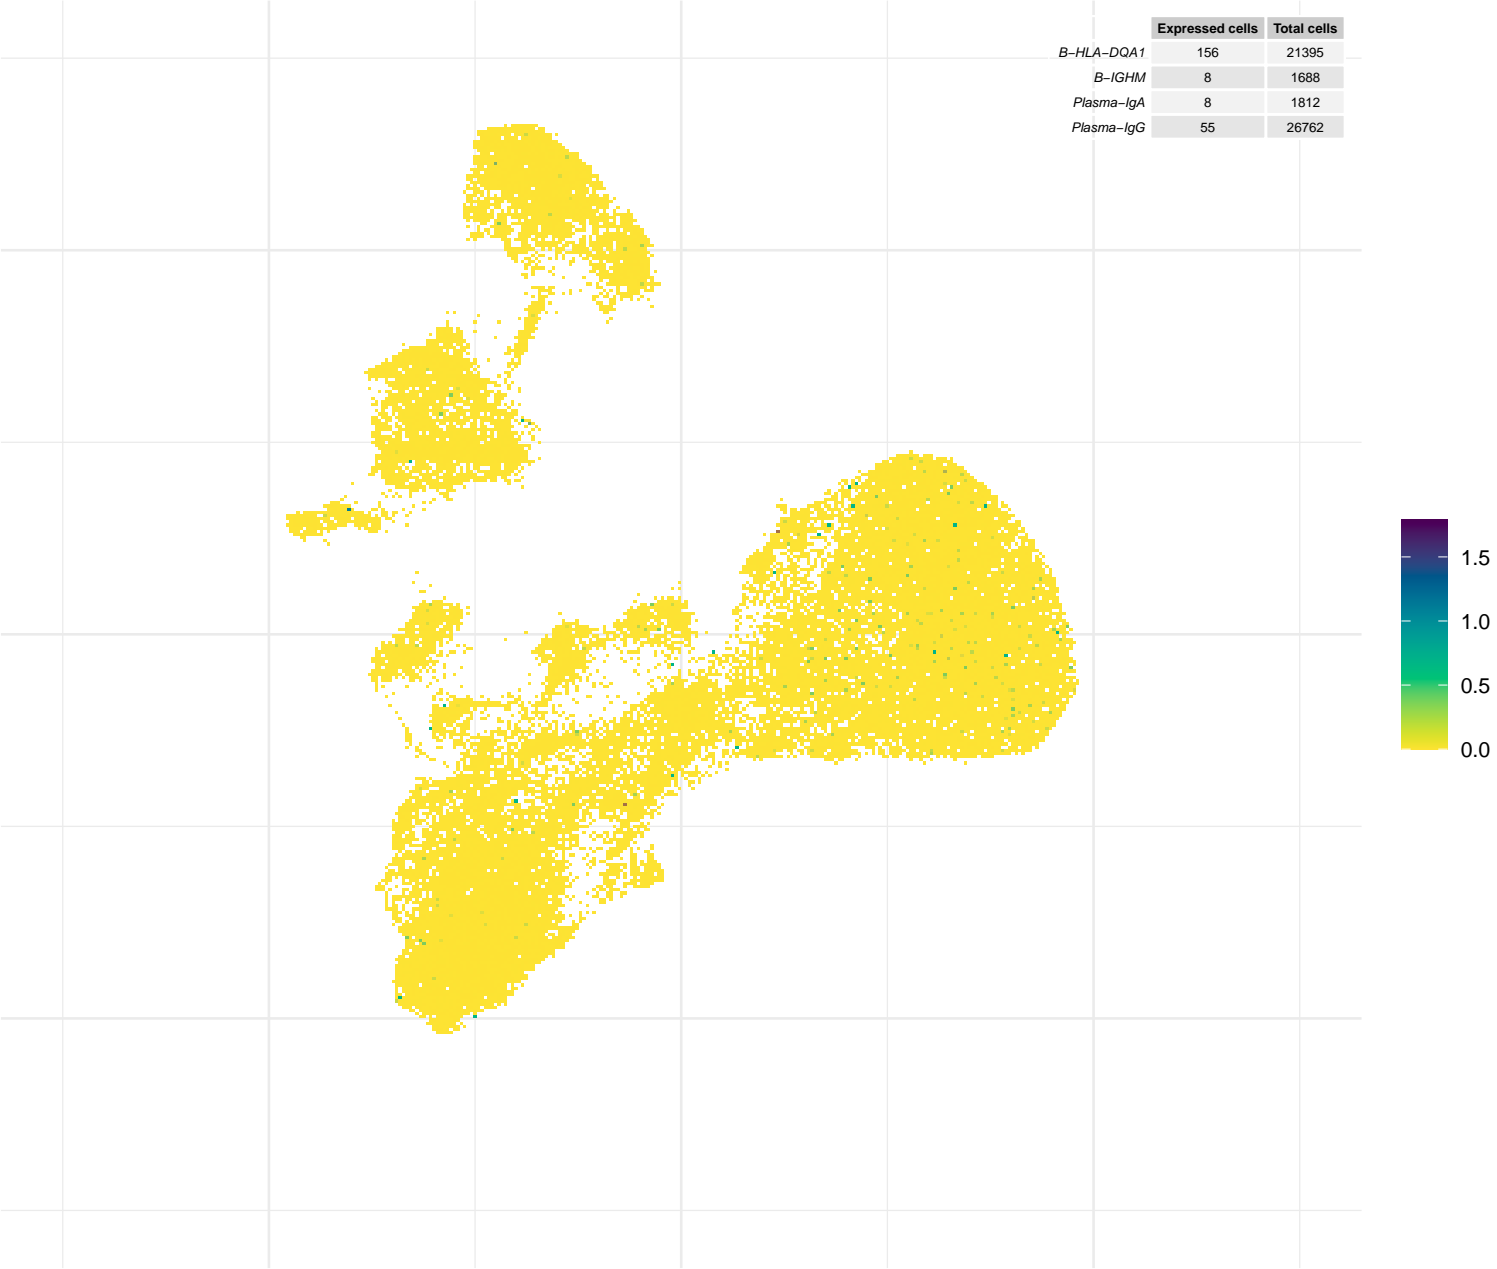 Expressed cells Total cells
B–HLA–DQA1 156 21395
B–IGHM 8 1688
Plasma–IgA 8 1812
Plasma–IgG 55 26762
1.5
1.0
0.5
0.0